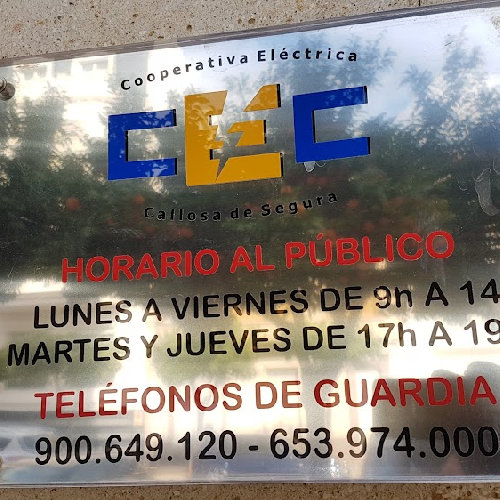 Cooperativa Eléctrica
CEC
Callosa de Segura
HORARIO AL PÚBLICO
LUNES A VIERNES DE 9h A 14
MARTES Y JUEVES DE 17h A 19
TELÉFONOS DE GUARDIA
900.649.120 - 653.974.000